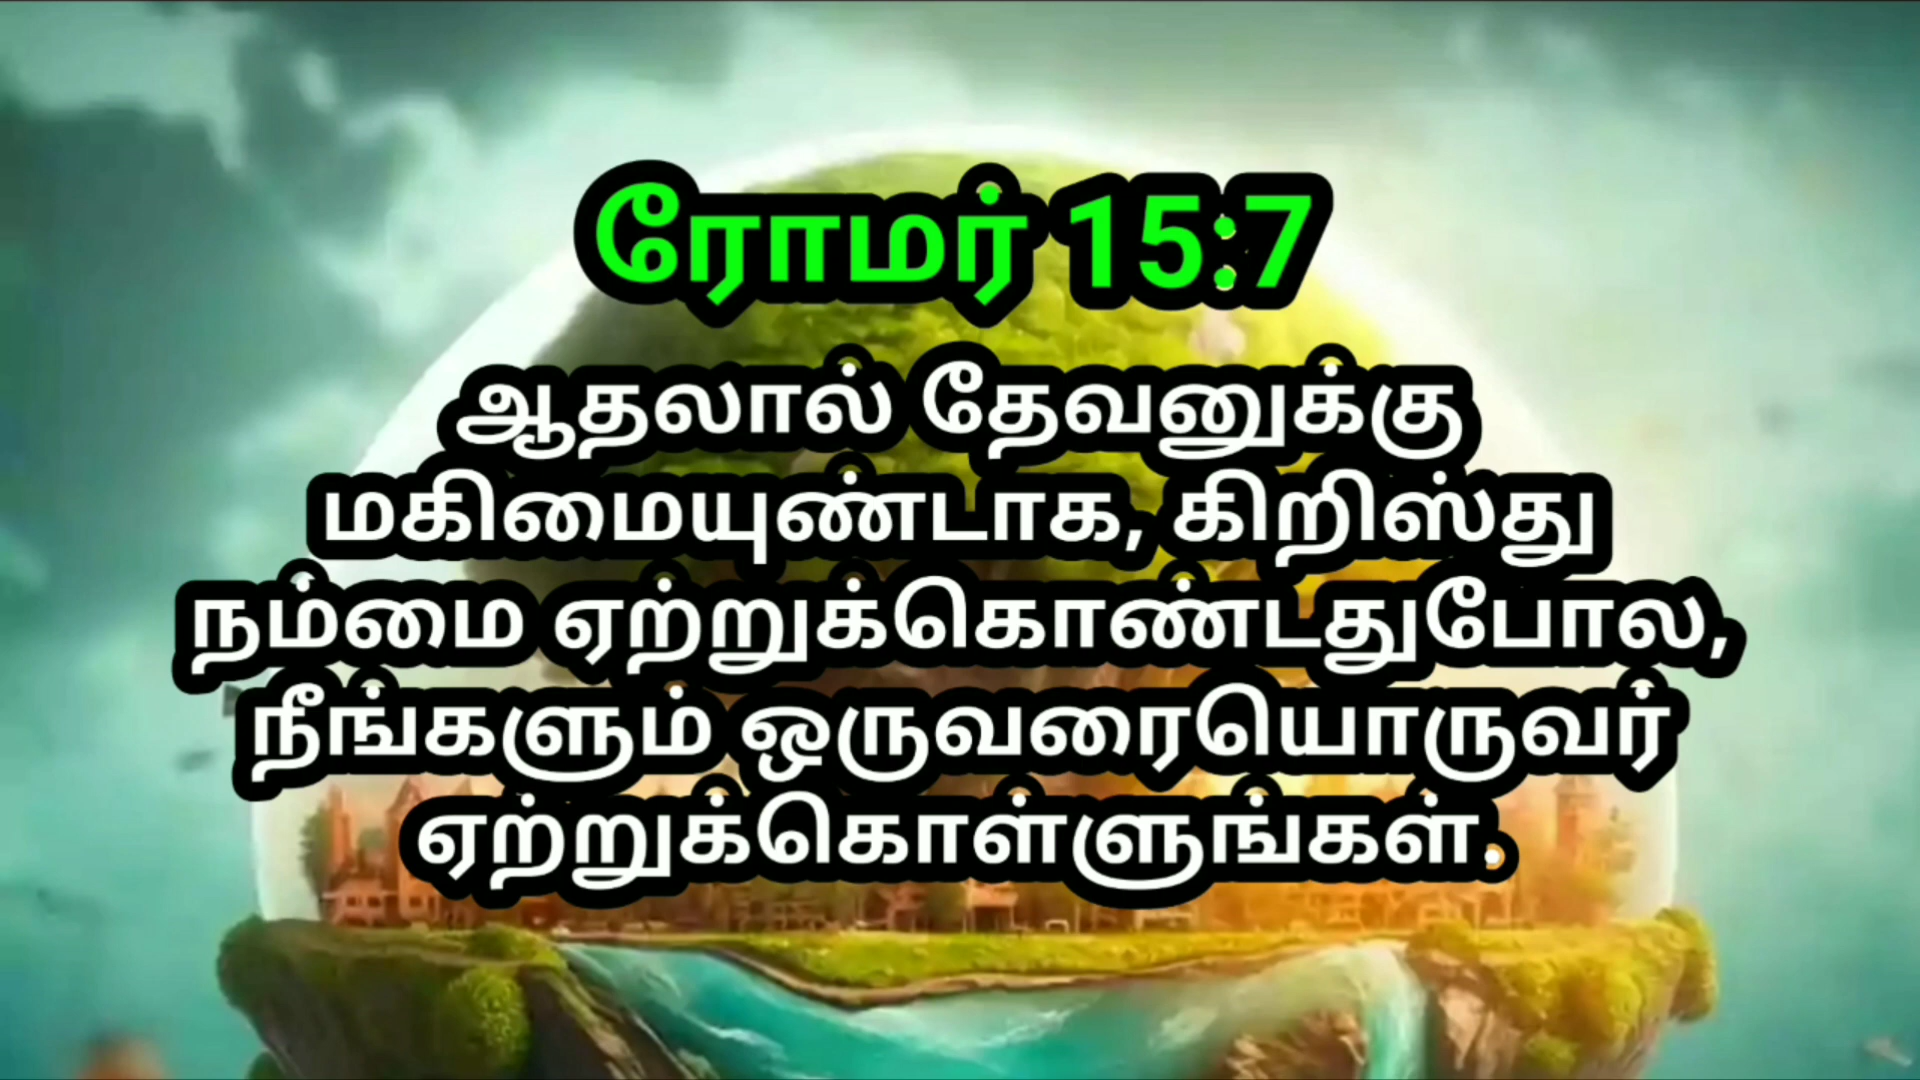 ரோமர் 15:7
ஆதலால் தேவனுக்கு
மகிமையுண்டாக, கிறிஸ்து
நம்மை ஏற்றுக்கொண்டதுபோல,
நீங்களும் ஒருவரையொருவர்
ஏற்றுக்கொள்ளுங்கள்.